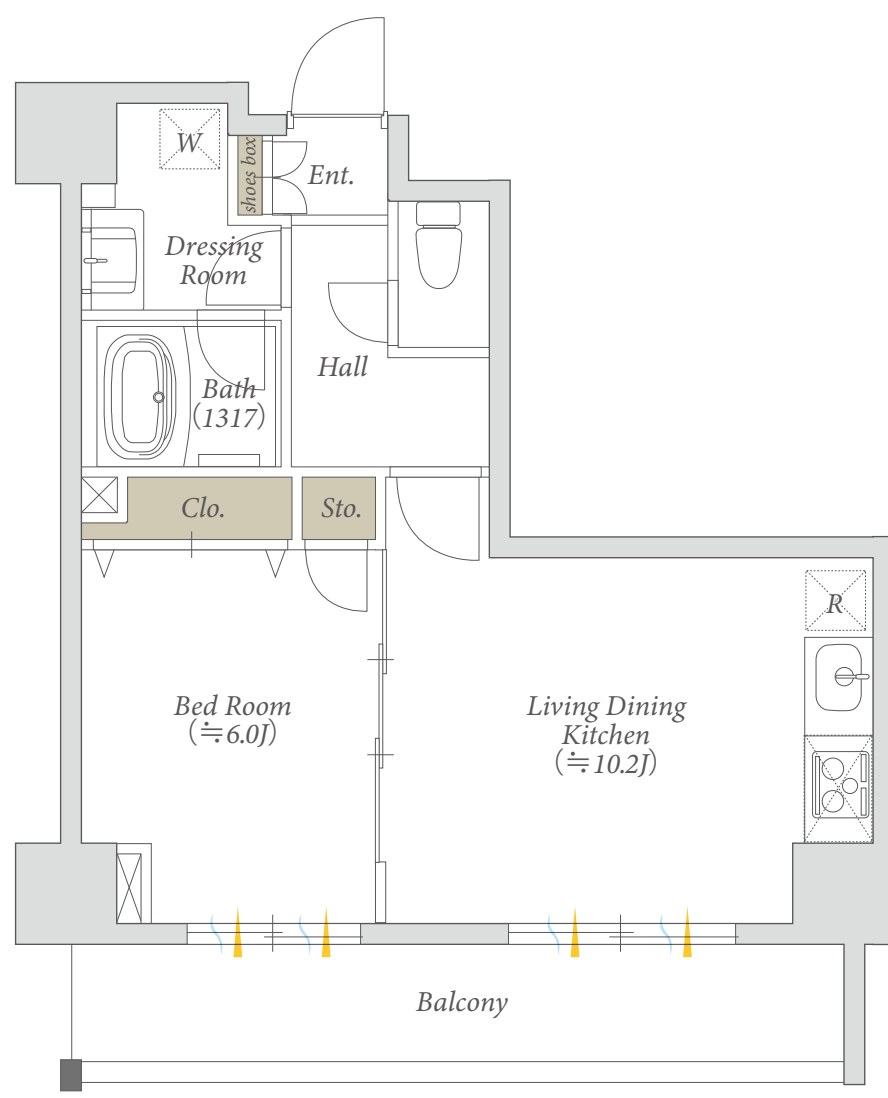 W
shoes box
Ent.
Dressing
Room
Hall
Bath
(1317)
Clo.
Sto.
R
Bed Room
(≒6.0J)
Living Dining
Kitchen
(≒10.2J)
Balcony